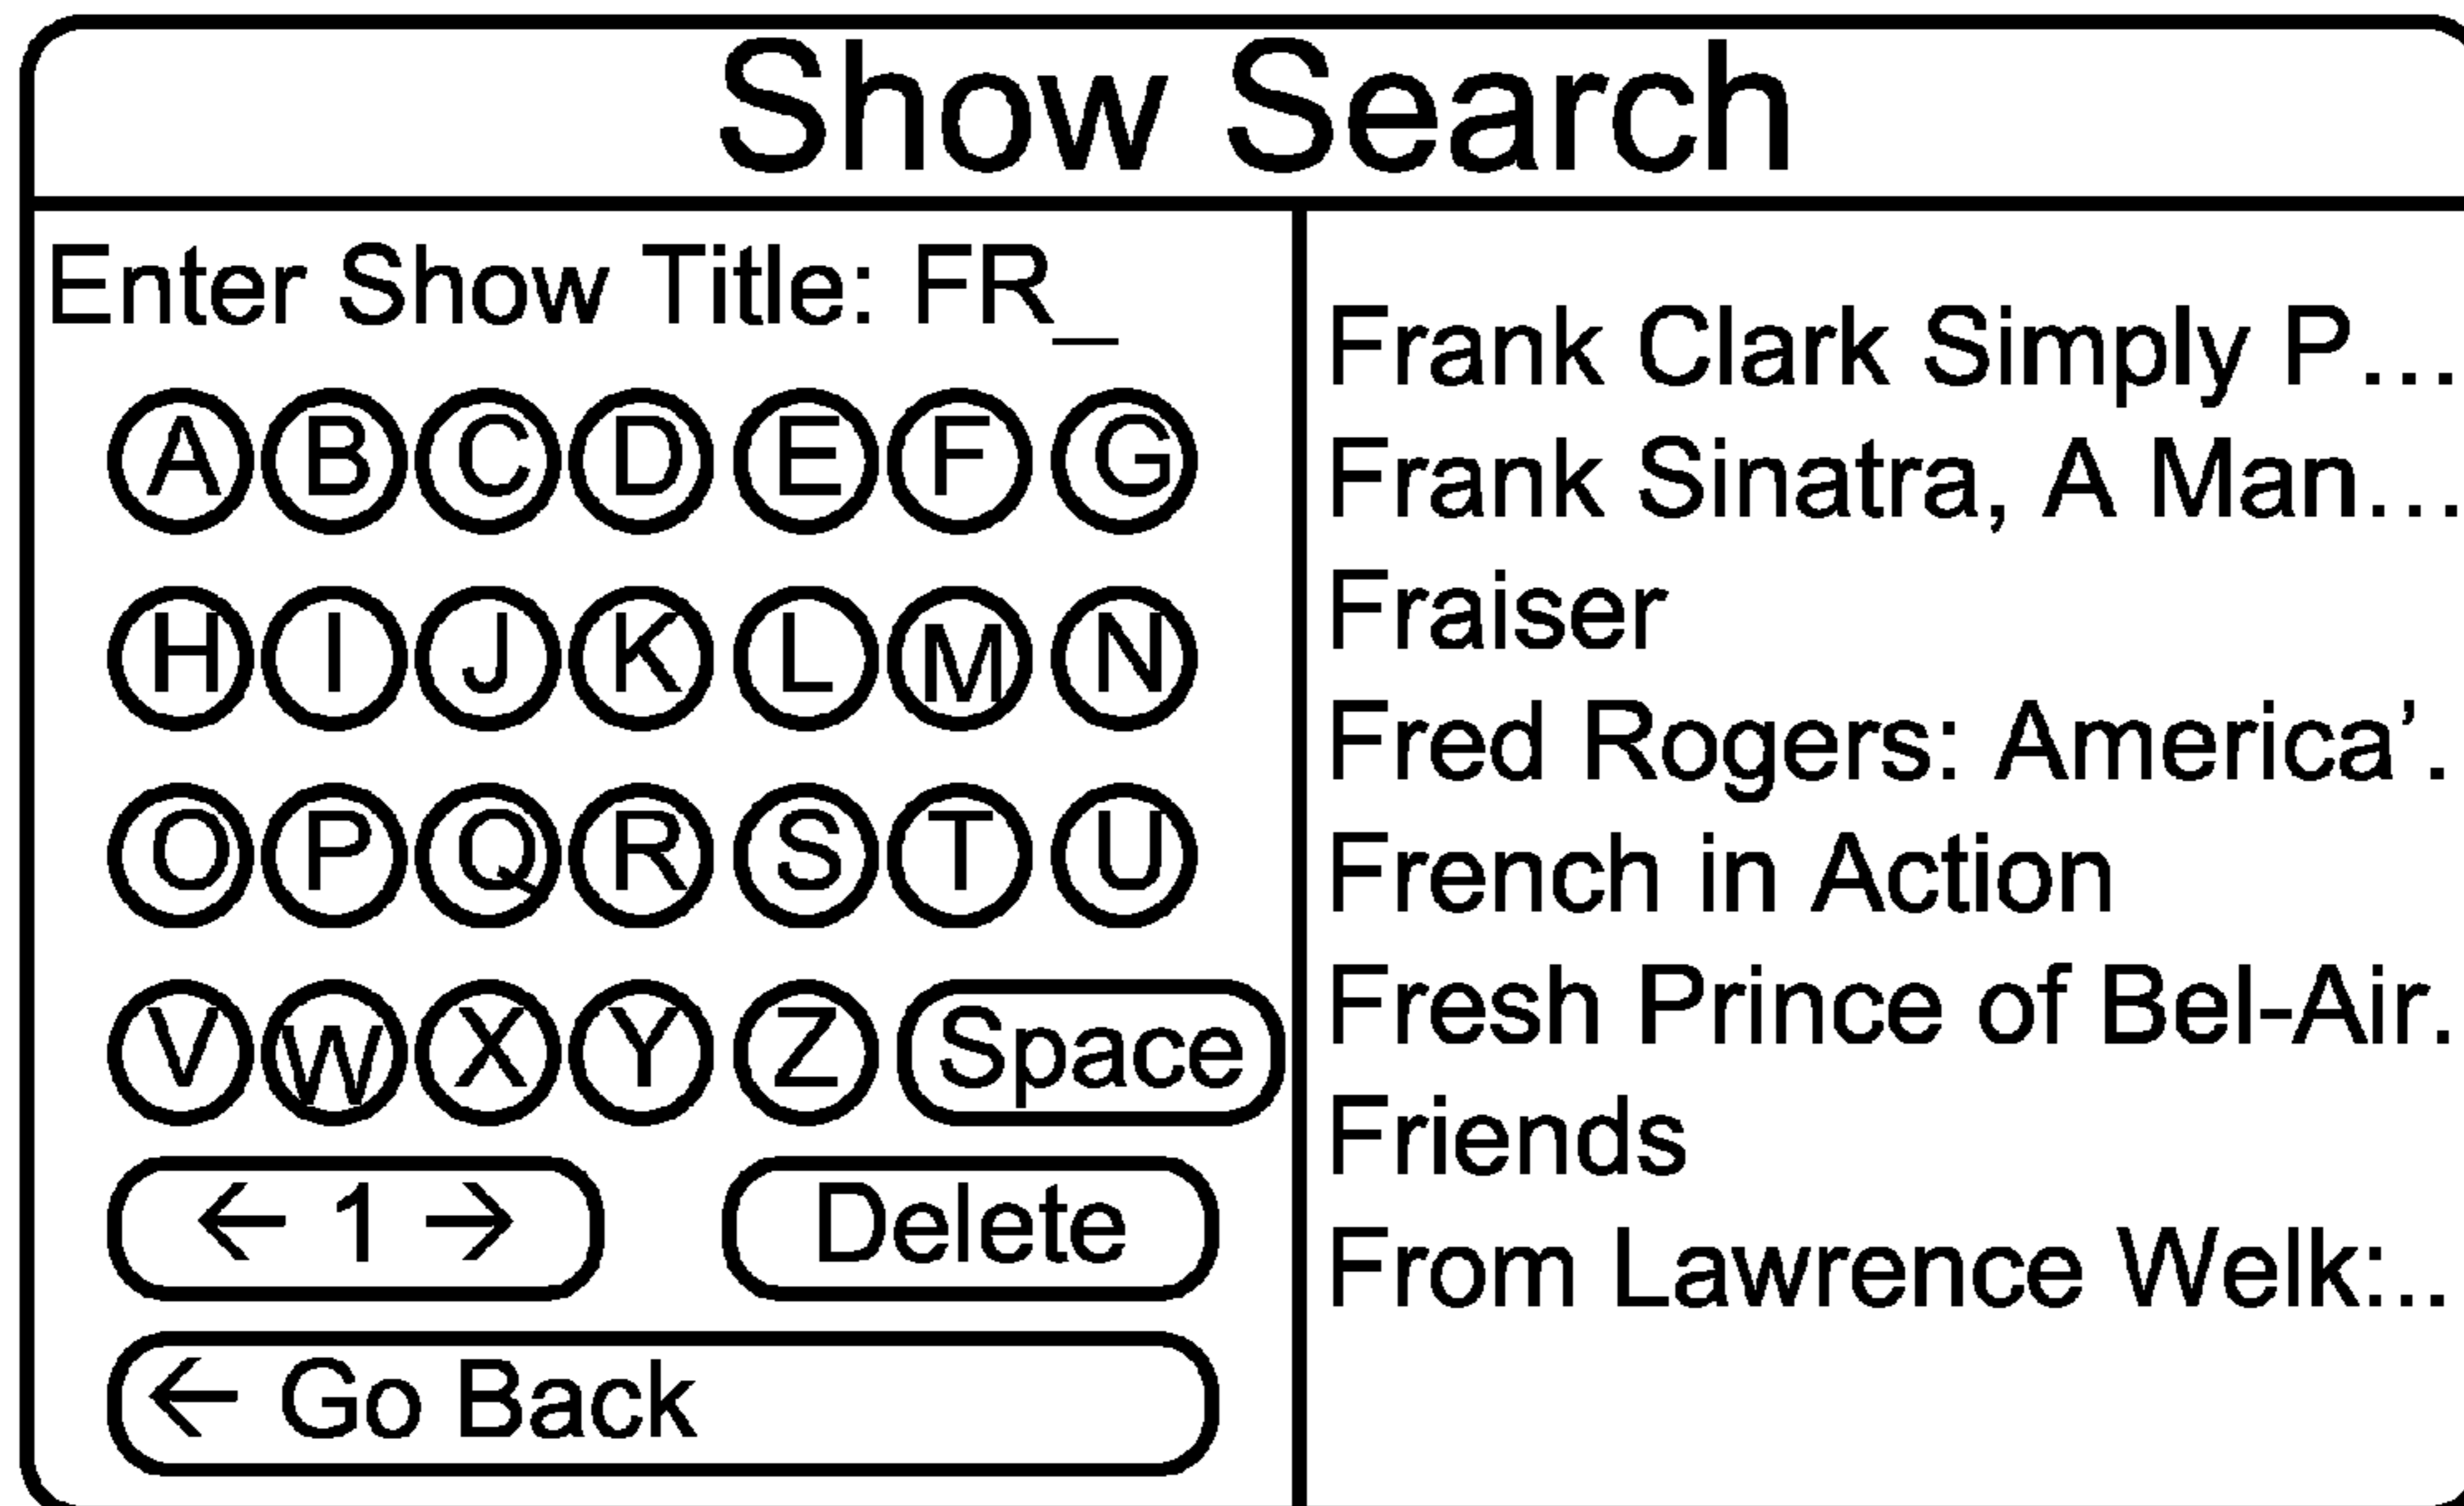 Show Search
Enter Show Title: FR_
A B C D E F G
H I J K L M N
O P Q R S T U
V W X Y Z Space
← 1 → Delete
← Go Back
Frank Clark Simply P...
Frank Sinatra, A Man...
Fraiser
Fred Rogers: America’.
French in Action
Fresh Prince of Bel-Air.
Friends
From Lawrence Welk:..